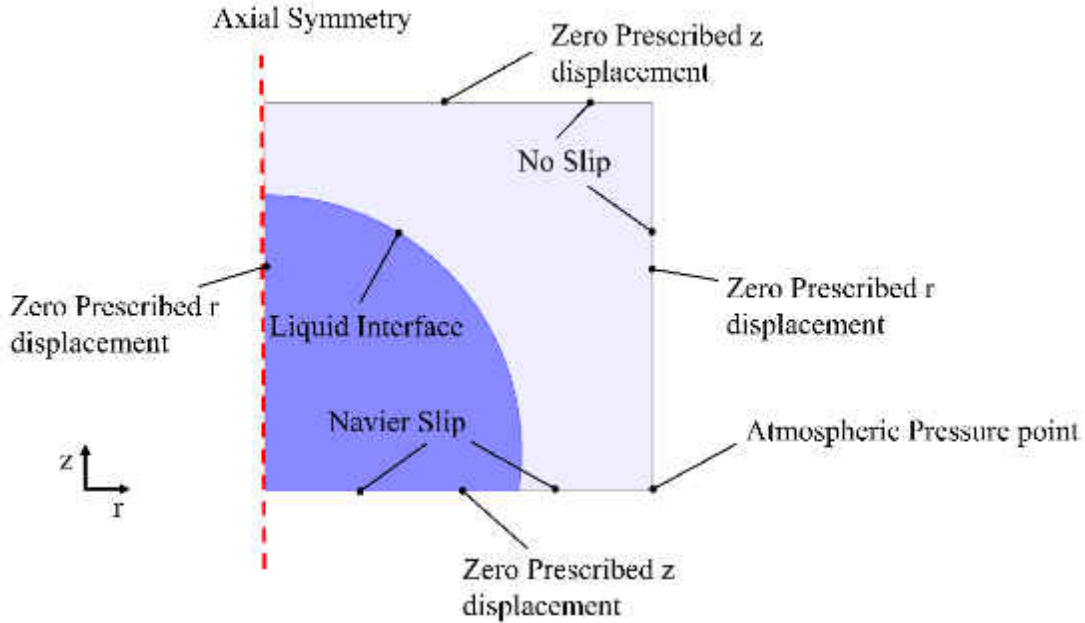 Axial Symmetry
Zero Prescribed z
displacement
No Slip
Zero Prescribed r
displacement
Liquid Interface
Zero Prescribed r
displacement
Navier Slip
Atmospheric Pressure point
z
r
Zero Prescribed z
displacement